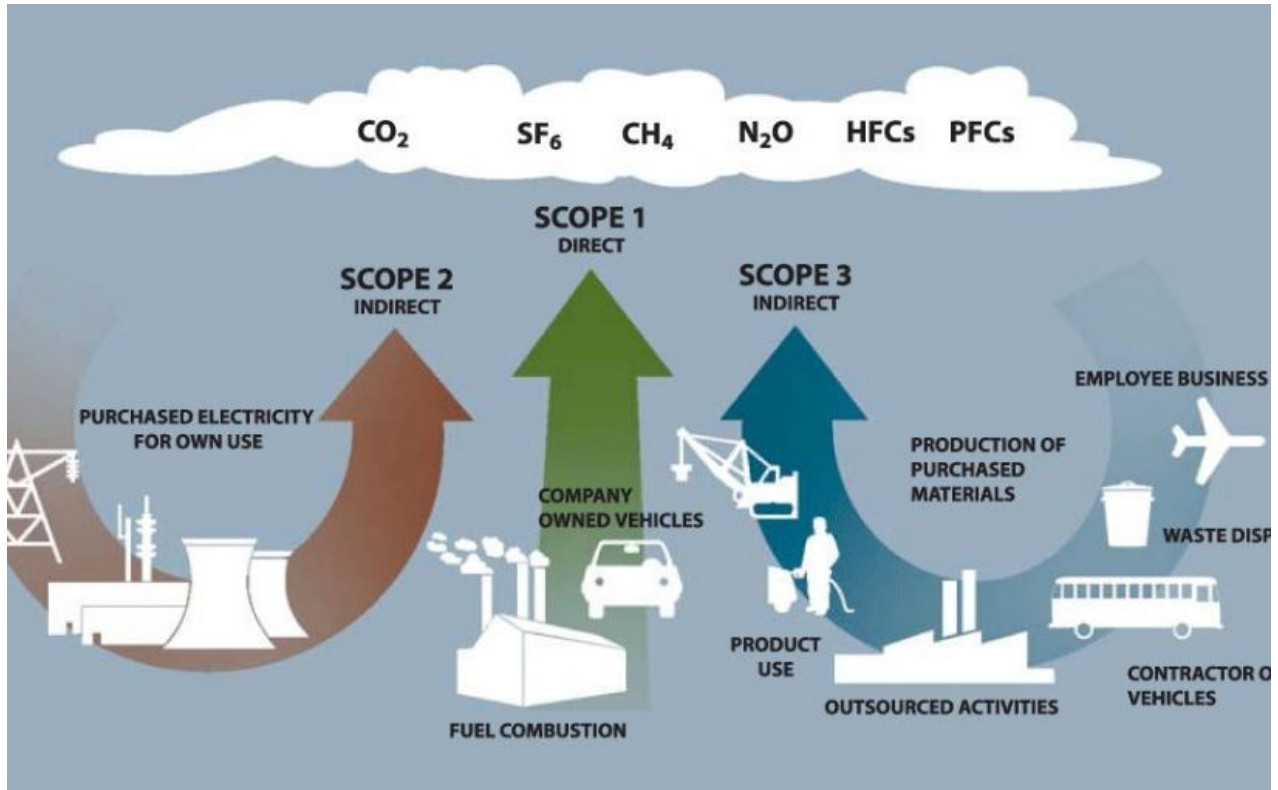 CO₂ SF₆ CH₄ N₂O HFCs PFCs
SCOPE 1
DIRECT
SCOPE 2
INDIRECT
SCOPE 3
INDIRECT
PURCHASED ELECTRICITY
FOR OWN USE
COMPANY
OWNED VEHICLES
FUEL COMBUSTION
EMPLOYEE BUSINESS
PRODUCTION OF
PURCHASED
MATERIALS
WASTE
PRODUCT
USE
OUTSOURCED ACTIVITIES
CONTRACTOR
VEHICLES